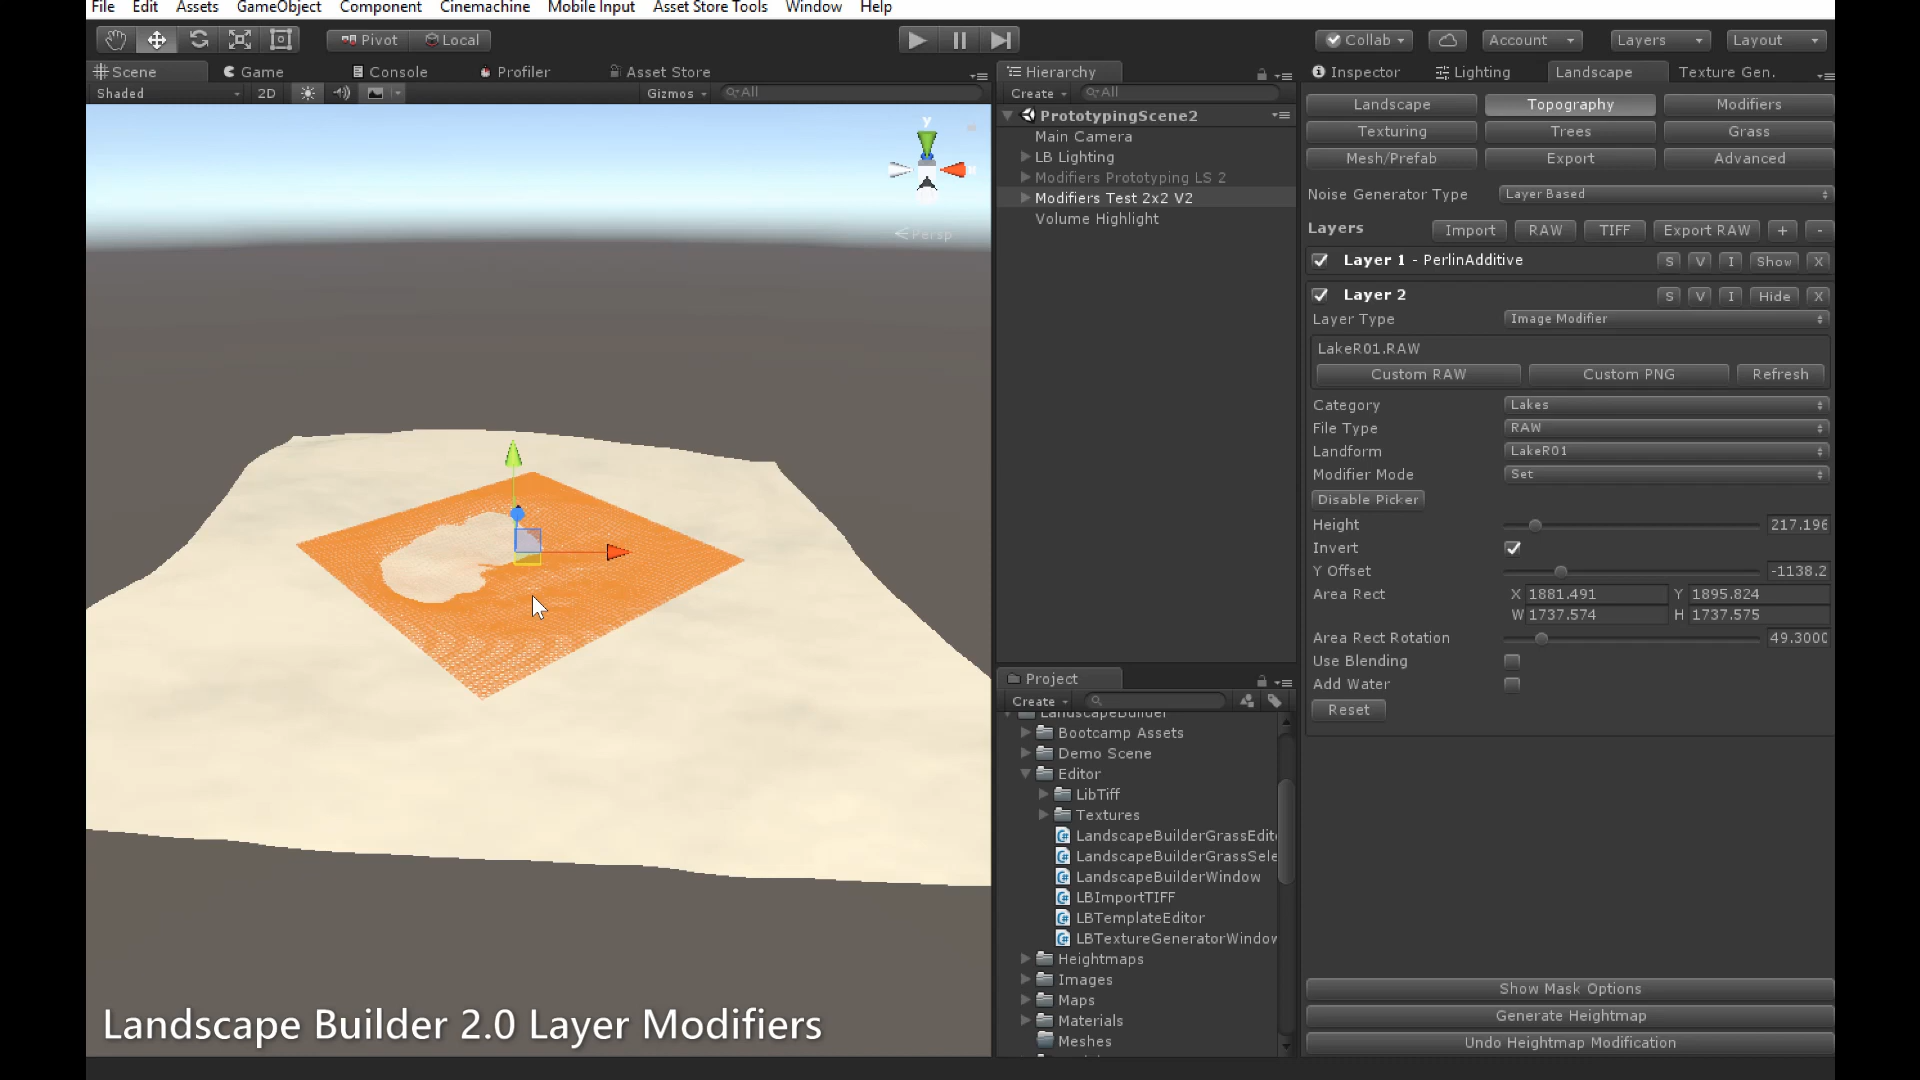 File Edit Assets GameObject Component Cinemachine Mobile Input Asset Store Tools Window Help
Pivot Local Collab Account Layers Layout
Scene Game Console Profiler Asset Store
Shaded 2D Gizmos All
y
Persp
Hierarchy
Create All
PrototypingScene2
Main Camera
LB Lighting
Modifiers Prototyping LS 2
Modifiers Test 2x2 V2
Volume Highlight
Project
Create
LandscapeBuilder
Bootcamp Assets
Demo Scene
Editor
LibTiff
Textures
LandscapeBuilderGrassEdit
LandscapeBuilderGrassSele
LandscapeBuilderWindow
LBImportTIFF
LBTemplateEditor
LBTextureGeneratorWindow
Heightmaps
Images
Maps
Materials
Meshes
Inspector Lighting Landscape Texture Gen.
Landscape Topography Modifiers
Texturing Trees Grass
Mesh/Prefab Export Advanced
Noise Generator Type Layer Based
Layers Import RAW TIFF Export RAW + -
Layer 1 - PerlinAdditive S V I Show X
Layer 2 S V I Hide X
Layer Type Image Modifier
LakeR01.RAW
Custom RAW Custom PNG Refresh
Category Lakes
File Type RAW
Landform LakeR01
Modifier Mode Set
Disable Picker
Height 217.196
Invert
Y Offset -1138.2
Area Rect X 1881.491 Y 1895.824
W 1737.574 H 1737.575
Area Rect Rotation 49.3000
Use Blending
Add Water
Reset
Show Mask Options
Generate Heightmap
Undo Heightmap Modification
Landscape Builder 2.0 Layer Modifiers